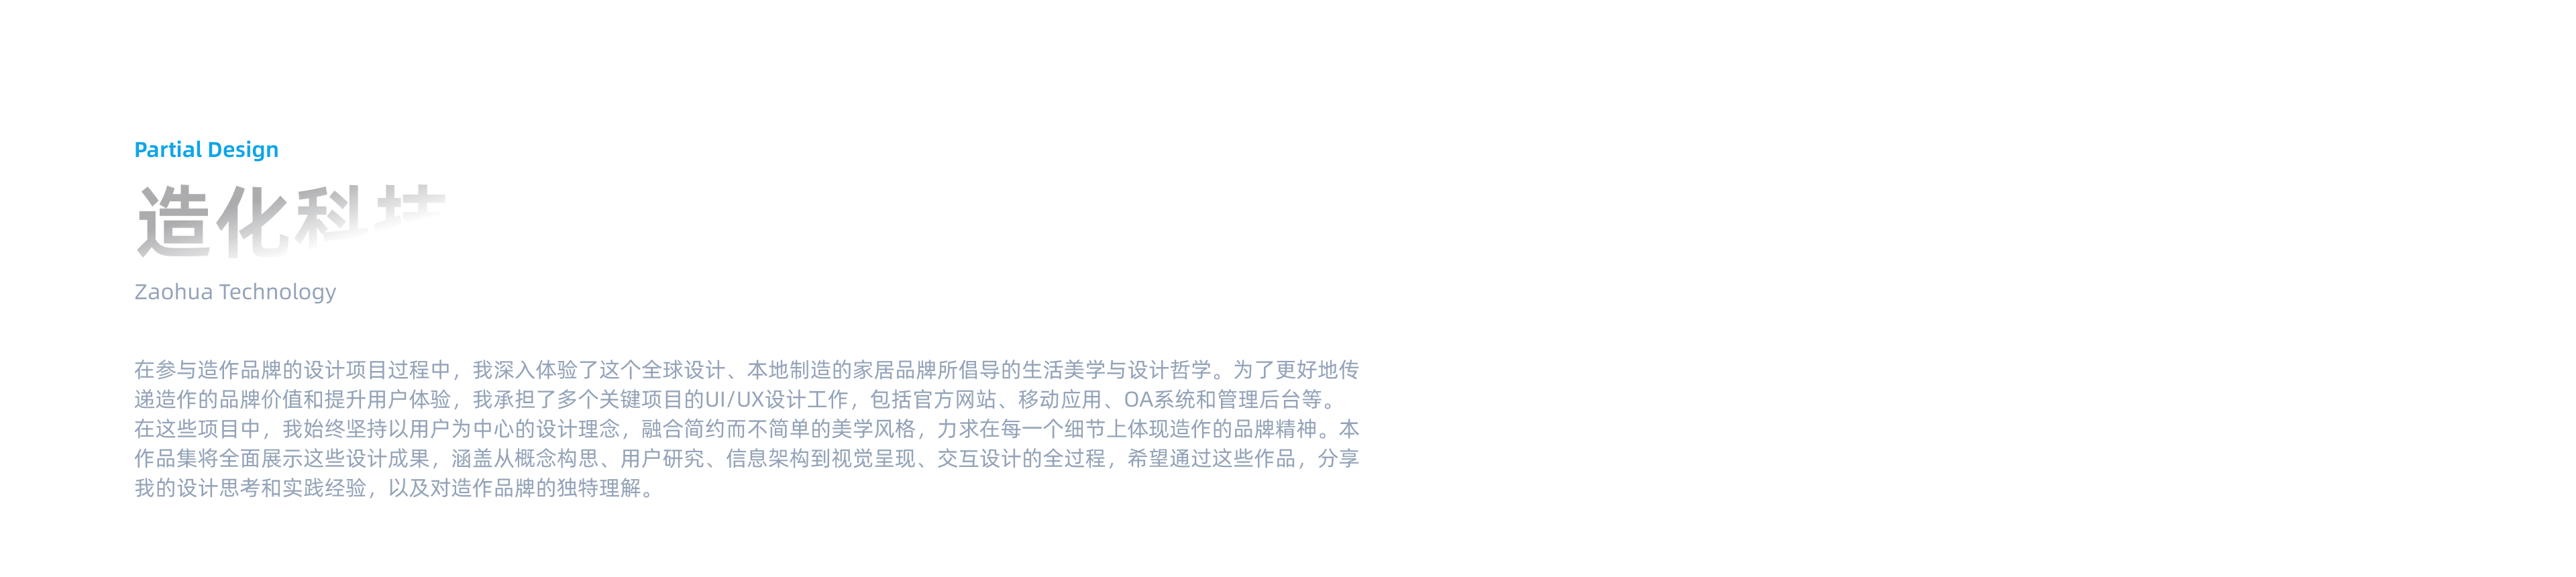 Partial Design
造化科技
Zaohua Technology
在参与造作品牌的设计项目过程中，我深入体验了这个全球设计、本地制造的家居品牌所倡导的生活美学与设计哲学。为了更好地传
递造作的品牌价值和提升用户体验，我承担了多个关键项目的UI/UX设计工作，包括官方网站、移动应用、OA系统和管理后台等。
在这些项目中，我始终坚持以用户为中心的设计理念，融合简约而不简单的美学风格，力求在每一个细节上体现造作的品牌精神。本
作品集将全面展示这些设计成果，涵盖从概念构思、用户研究、信息架构到视觉呈现、交互设计的全过程，希望通过这些作品，分享
我的设计思考和实践经验，以及对造作品牌的独特理解。